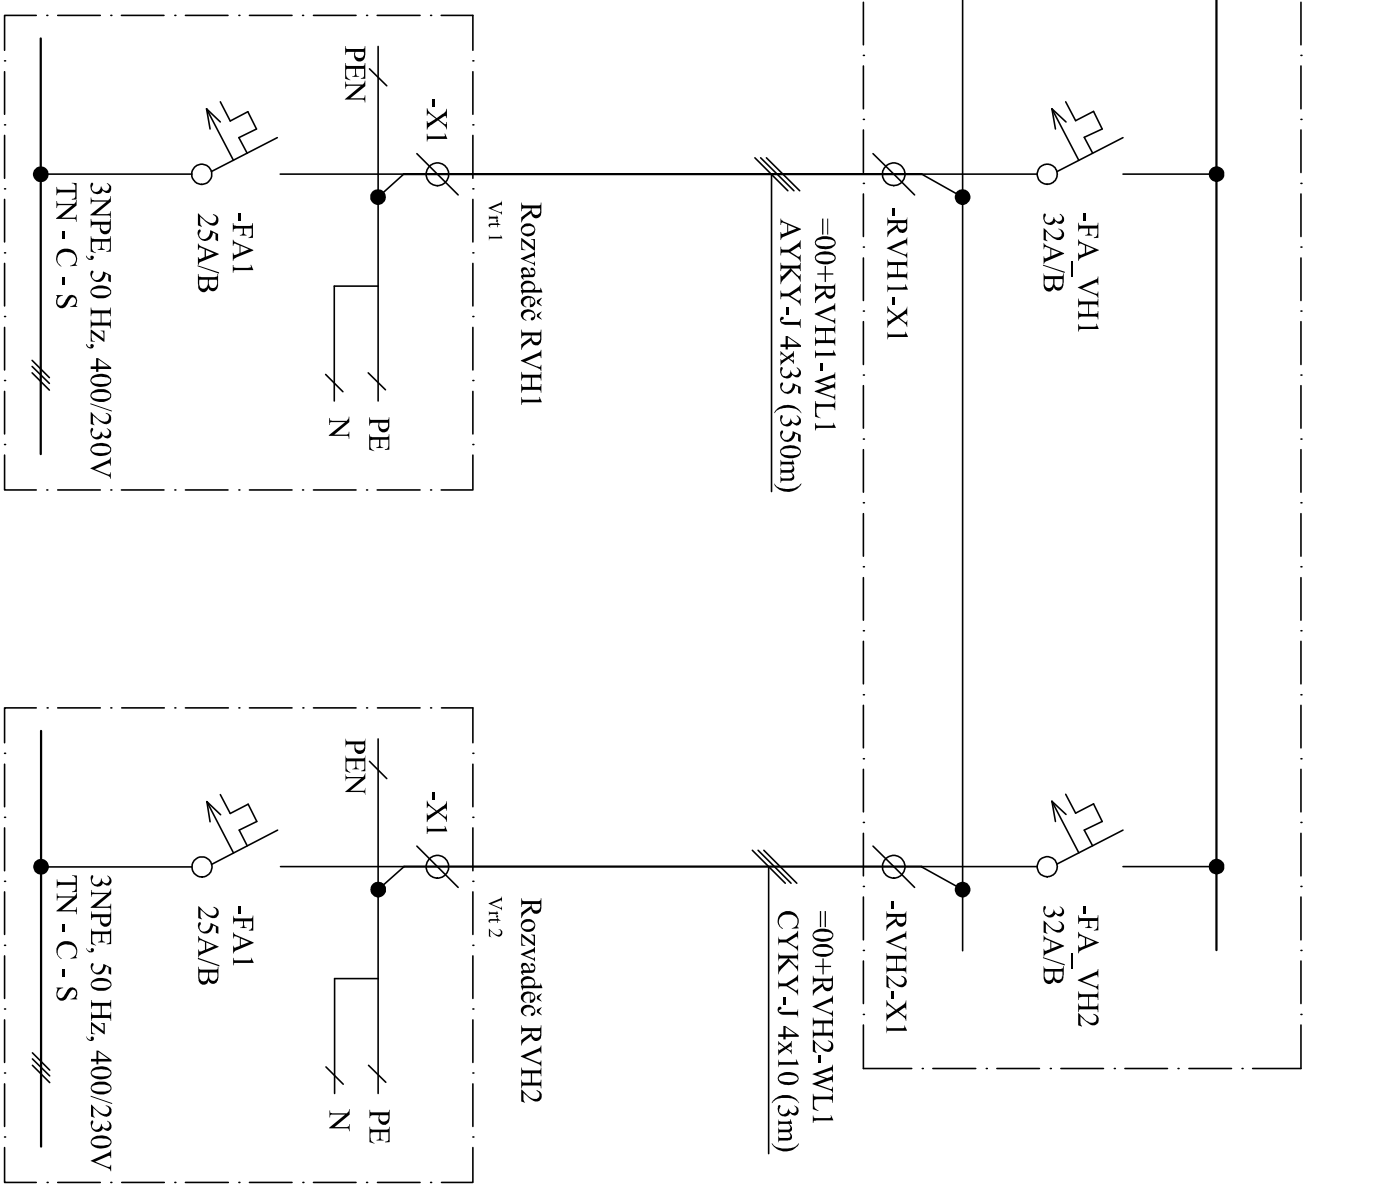 -FA_VH1
32A/B
-RVH1-X1
=00+RVH1-WL1
AYKY-J 4x35 (350m)
Rozvaděč RVH1
Vrt 1
-X1
PEN
PE
N
-FA1
25A/B
3NPE, 50 Hz, 400/230V
TN - C - S
-FA_VH2
32A/B
-RVH2-X1
=00+RVH2-WL1
CYKY-J 4x10 (3m)
Rozvaděč RVH2
Vrt 2
-X1
PEN
PE
N
-FA1
25A/B
3NPE, 50 Hz, 400/230V
TN - C - S